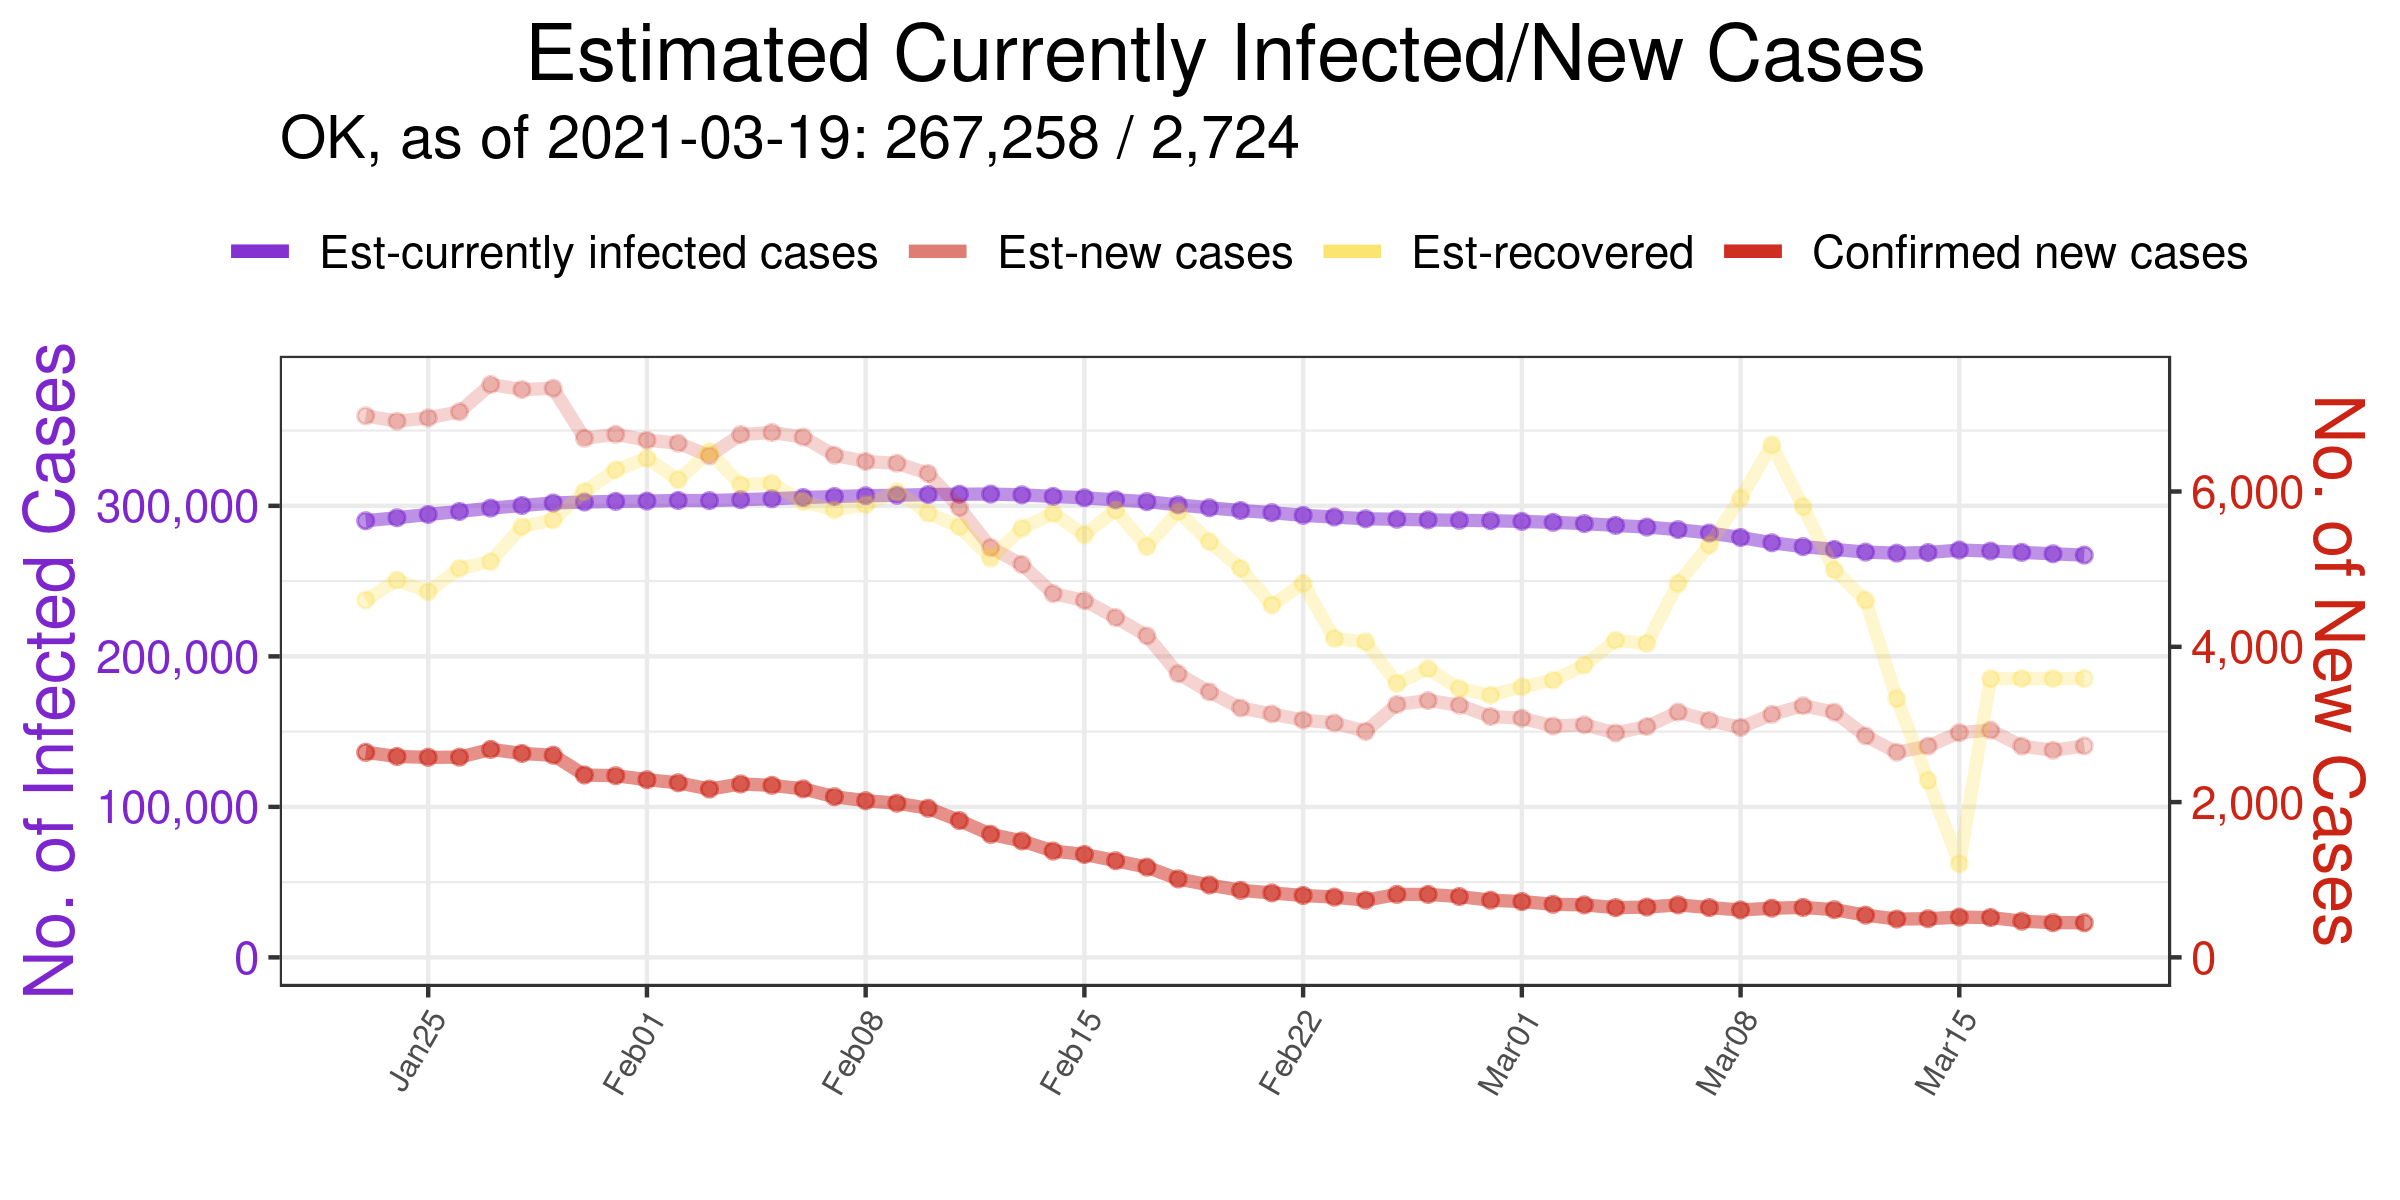 Estimated Currently Infected/New Cases
OK, as of 2021-03-19: 267,258 / 2,724
Est-currently infected cases Est-new cases Est-recovered Confirmed new cases
No. of Infected Cases
300,000
200,000
100,000
0
6,000
4,000
2,000
0
No. of New Cases
Jan25 Feb01 Feb08 Feb15 Feb22 Mar01 Mar08 Mar15